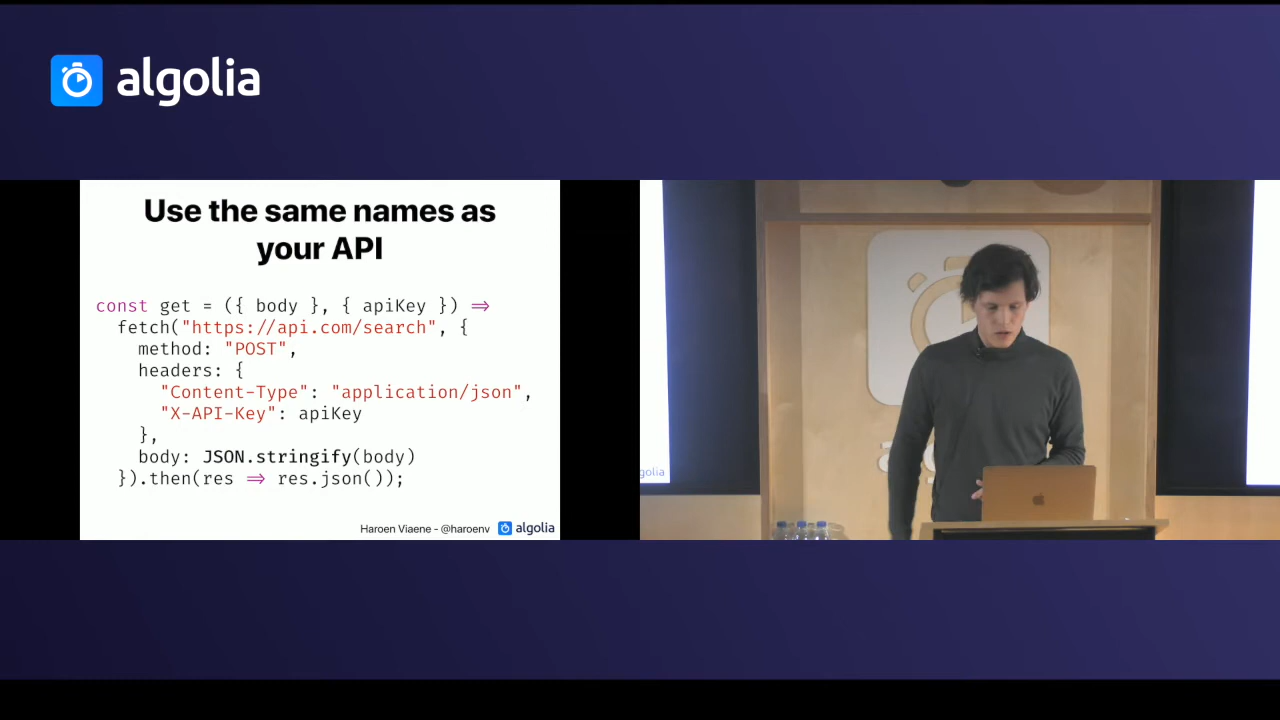 algolia
Use the same names as
your API
const get = ({ body }, { apiKey }) =>
fetch("https://api.com/search", {
method: "POST",
headers: {
"Content-Type": "application/json",
"X-API-Key": apiKey
},
body: JSON.stringify(body)
}).then(res => res.json());
Haroen Viaene - @haroenv algolia
golia